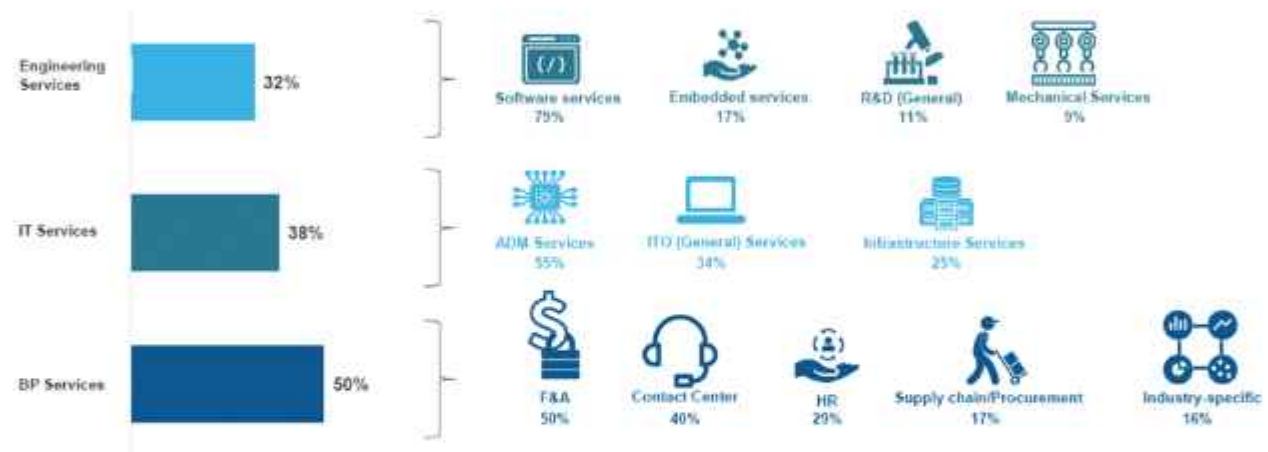 Engineering
Services
32%
Software services
79%
Embedded services
17%
R&D (General)
11%
Mechanical Services
9%
IT Services
38%
ADM Services
55%
ITO (General) Services
34%
Infrastructure Services
25%
BP Services
50%
F&A
50%
Contact Center
40%
HR
29%
Supply chain/Procurement
17%
Industry-specific
16%